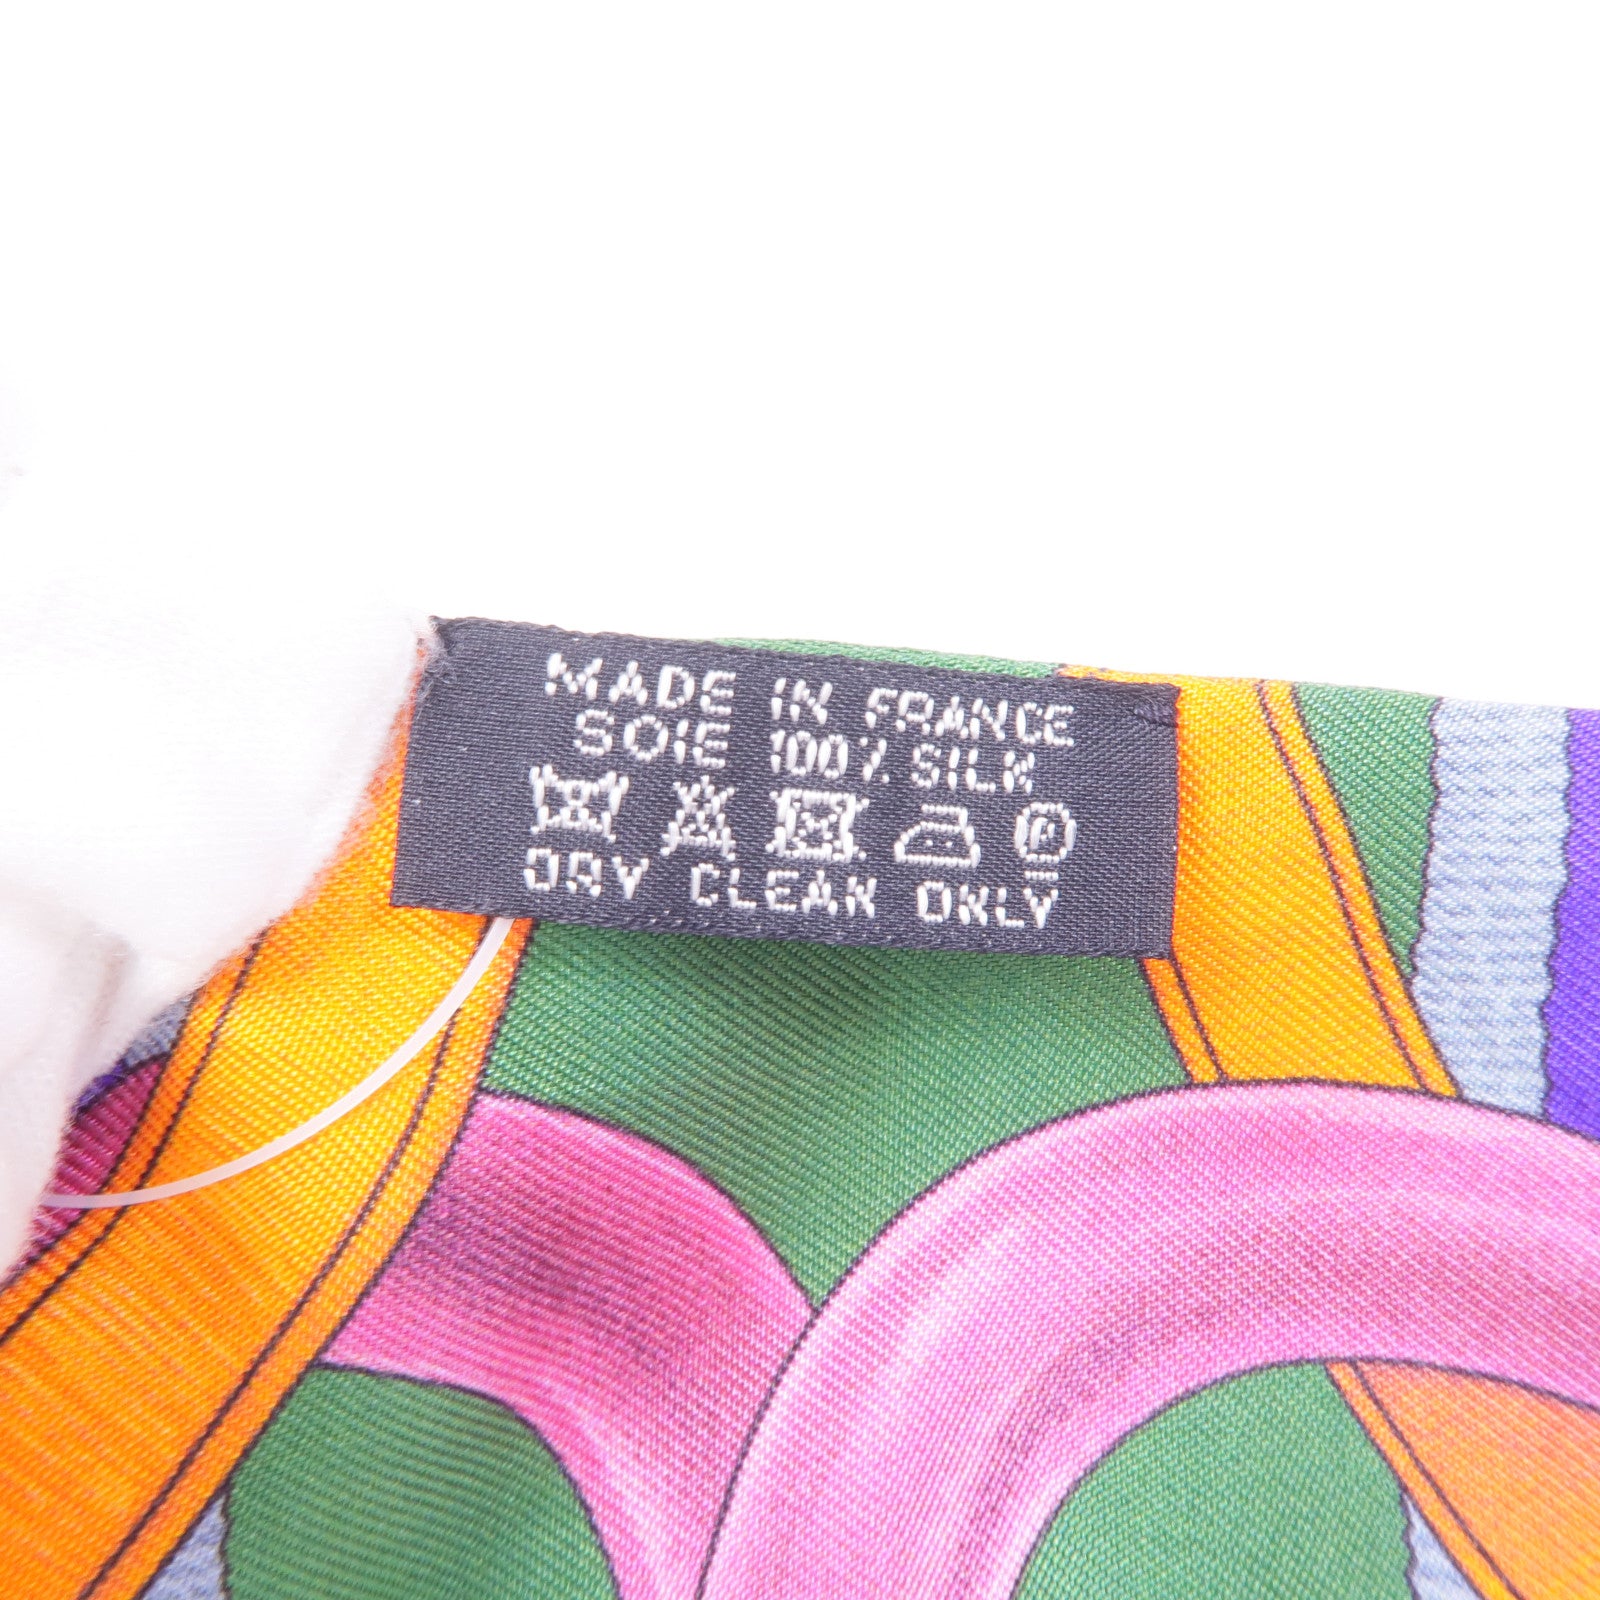 MADE IN FRANCE
SOIE 100% SILK
P
DRY CLEAN ONLY